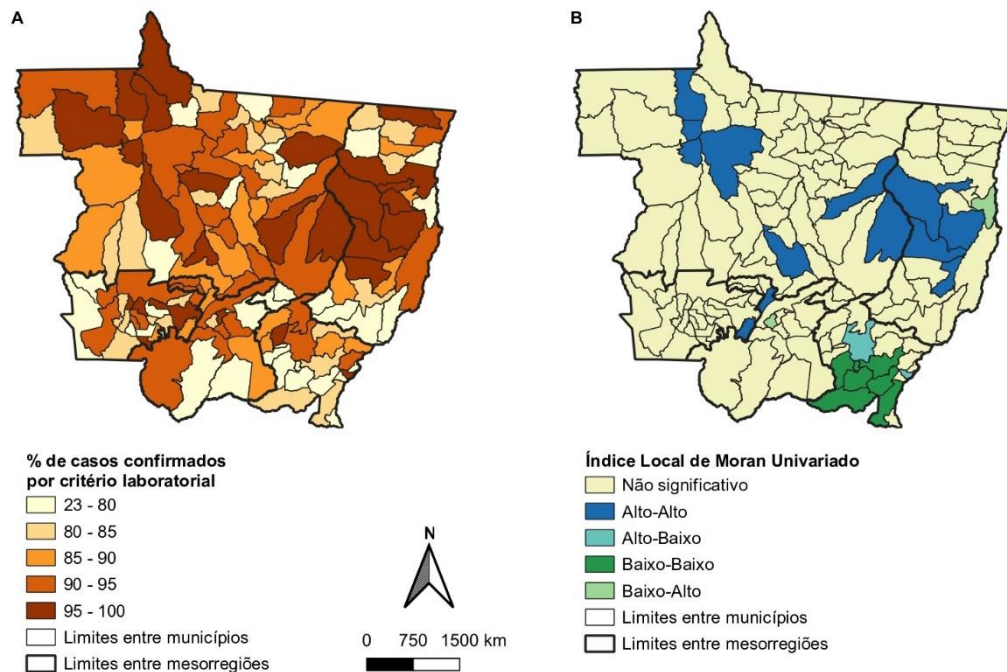 A
B
% de casos confirmados
por critério laboratorial
23 - 80
80 - 85
85 - 90
90 - 95
95 - 100
Limites entre municípios
Limites entre mesorregiões
N
0 750 1500 km
Índice Local de Moran Univariado
Não significativo
Alto-Alto
Alto-Baixo
Baixo-Baixo
Baixo-Alto
Limites entre municípios
Limites entre mesorregiões